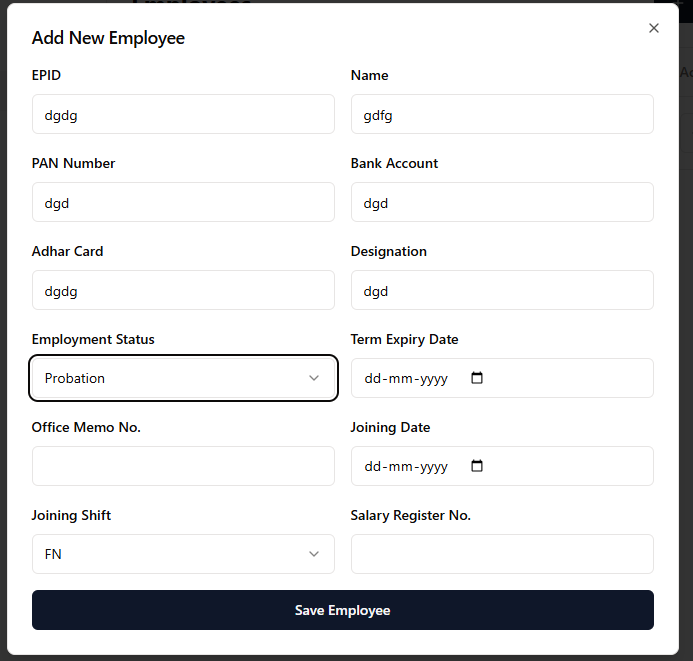 Add New Employee
EPID Name
dgdg gdfg
PAN Number Bank Account
dgd dgd
Adhar Card Designation
dgdg dgd
Employment Status Term Expiry Date
Probation dd-mm-yyyy
Office Memo No. Joining Date
dd-mm-yyyy
Joining Shift Salary Register No.
FN
Save Employee